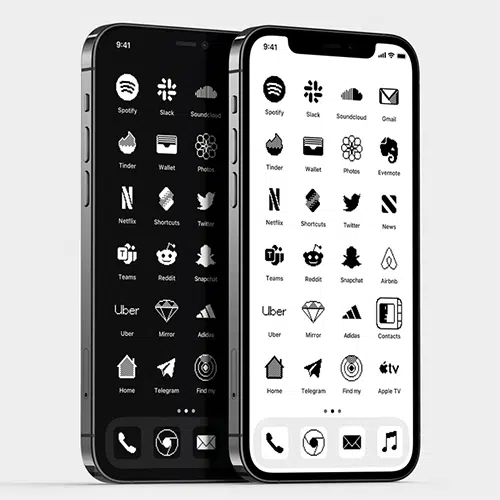 9:41
Spotify Slack Soundcloud
Tinder Wallet Photos
Netflix Shortcuts Twitter
Teams Reddit Snapchat
Uber
Uber Mirror Adidas
Home Telegram Find my
9:41
Spotify Slack Soundcloud Gmail
Tinder Wallet Photos Evernote
Netflix Shortcuts Twitter News
Teams Reddit Snapchat Airbnb
Uber
Uber Mirror Adidas Contacts
tv
Home Telegram Find my Apple TV